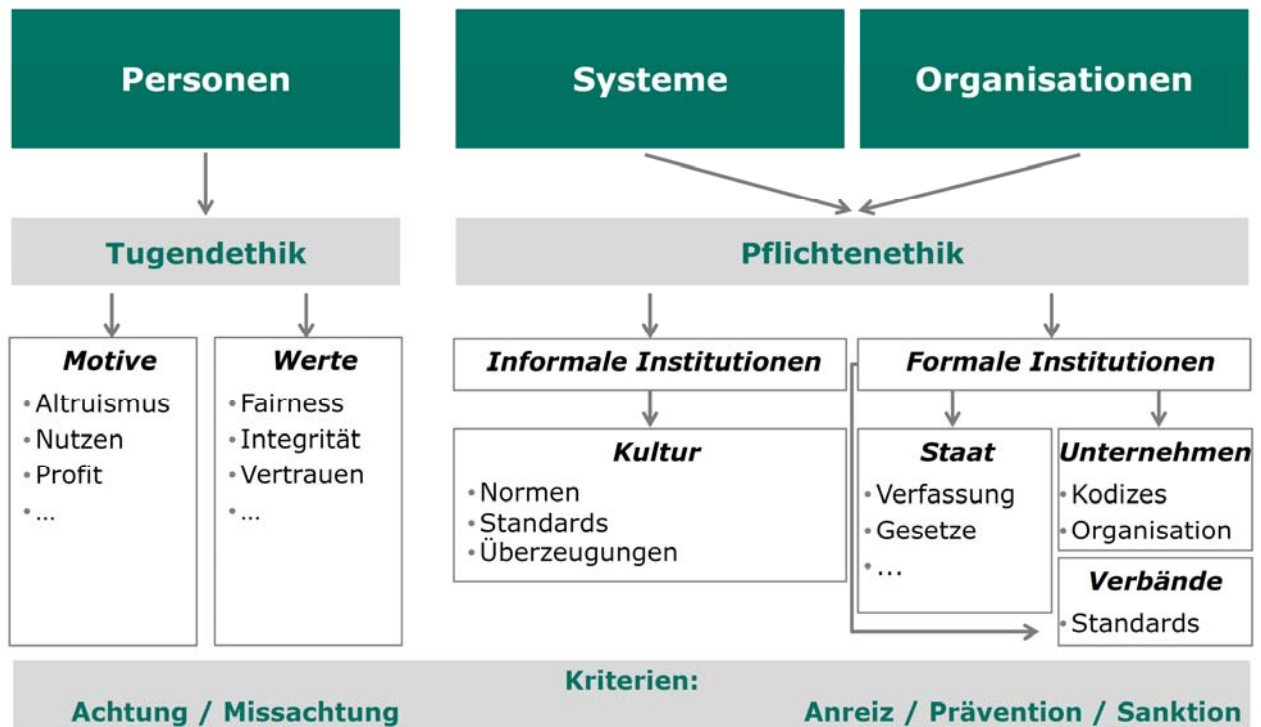 Personen
Systeme
Organisationen
Tugendethik
Pflichtenethik
Motive
• Altruismus
• Nutzen
• Profit
• ...
Werte
• Fairness
• Integrität
• Vertrauen
• ...
Informale Institutionen
Formale Institutionen
Kultur
• Normen
• Standards
• Überzeugungen
Staat
• Verfassung
• Gesetze
• ...
Unternehmen
• Kodizes
• Organisation
Verbände
• Standards
Kriterien:
Achtung / Missachtung
Anreiz / Prävention / Sanktion